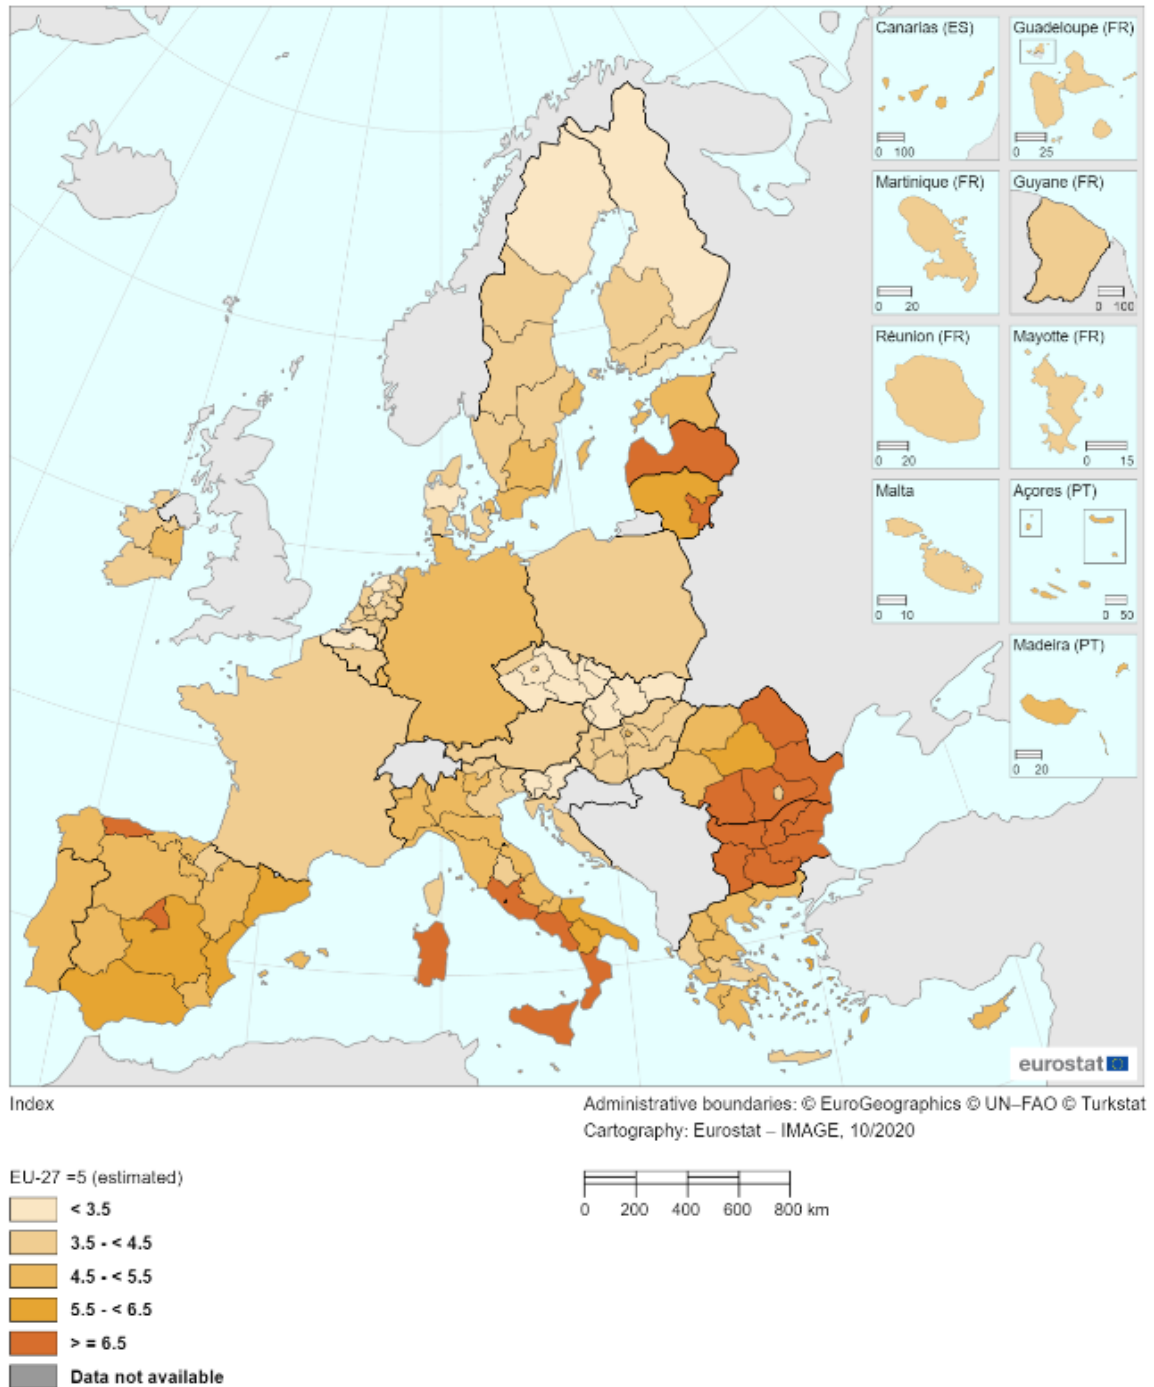 Canarias (ES)
0 100
Guadeloupe (FR)
0 25
Martinique (FR)
0 20
Guyane (FR)
0 100
Réunion (FR)
0 20
Mayotte (FR)
0 15
Malta
0 10
Açores (PT)
0 50
Madeira (PT)
0 20
eurostat
Index
Administrative boundaries: © EuroGeographics © UN–FAO © Turkstat
Cartography: Eurostat – IMAGE, 10/2020
EU-27 =5 (estimated)
< 3.5
3.5 - < 4.5
4.5 - < 5.5
5.5 - < 6.5
> = 6.5
Data not available
0 200 400 600 800 km